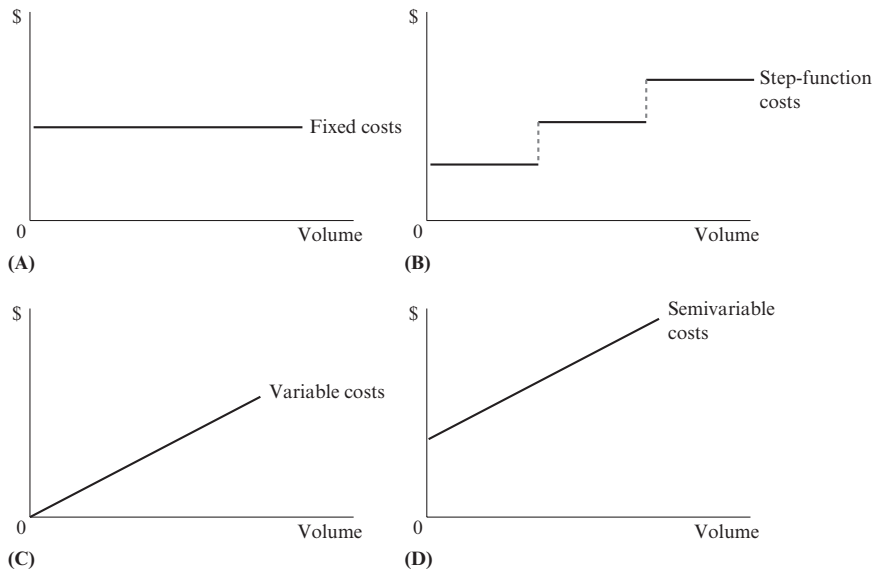 $
Fixed costs
0
Volume
(A)
$
Step-function
costs
0
Volume
(B)
$
Variable costs
0
Volume
(C)
$
Semivariable
costs
0
Volume
(D)